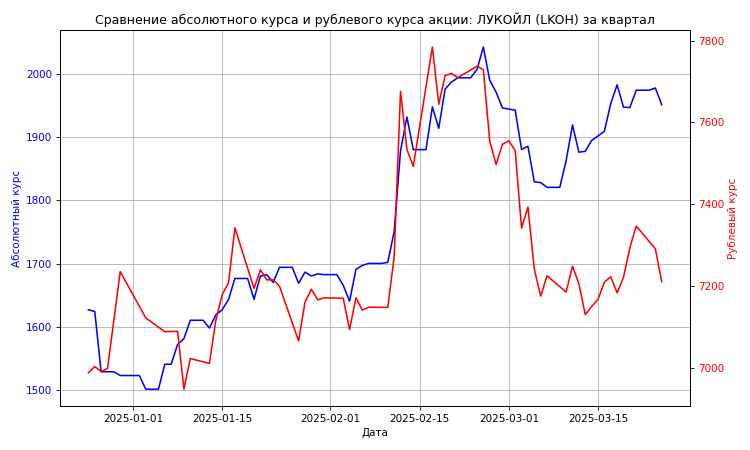 Сравнение абсолютного курса и рублевого курса акции: ЛУКОЙЛ (LKOH) за квартал
Абсолютный курс
2000
1900
1800
1700
1600
1500
7800
7600
7400
7200
7000
Рублевый курс
2025-01-01 2025-01-15 2025-02-01 2025-02-15 2025-03-01 2025-03-15
Дата